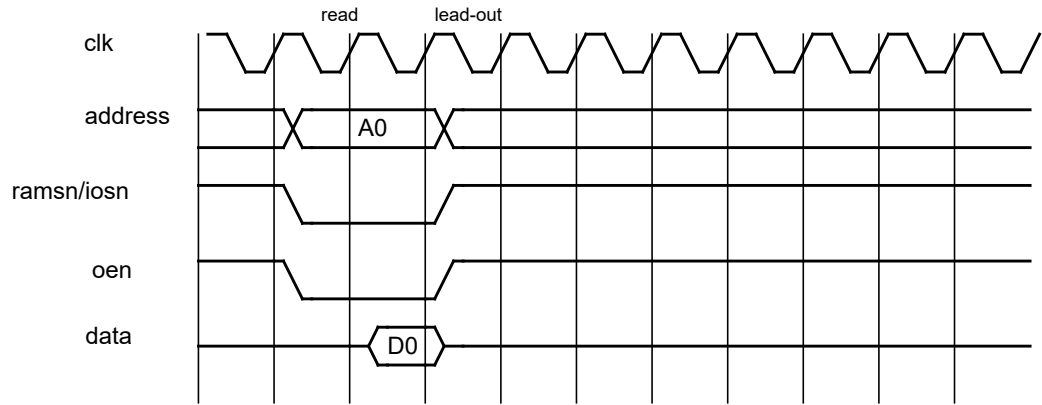 read lead-out
clk
address
A0
ramsn/iosn
oen
data
D0